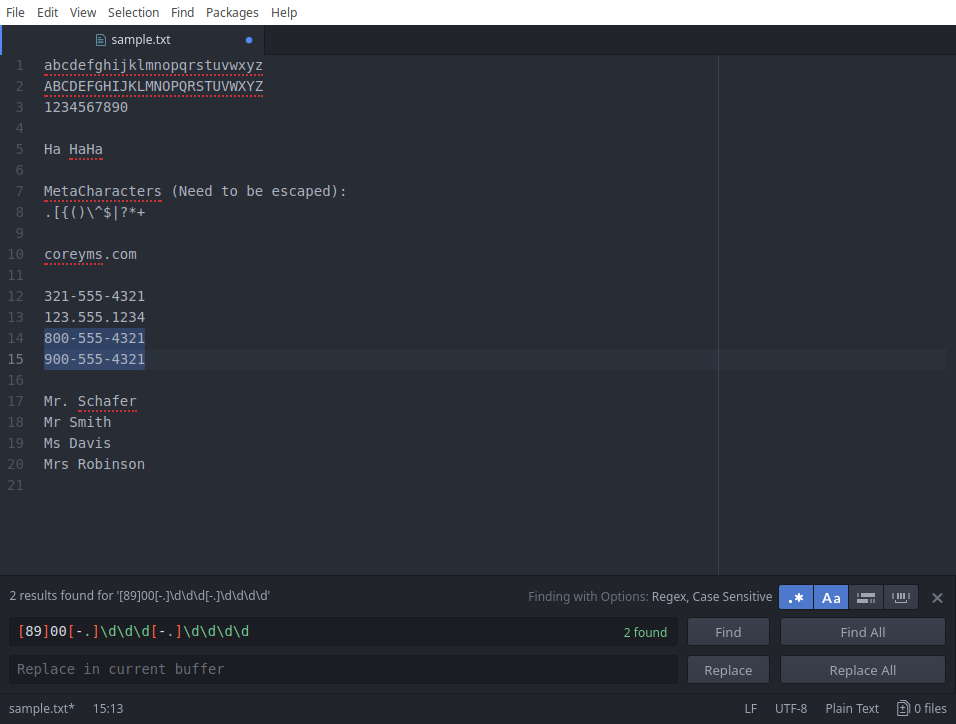 File Edit View Selection Find Packages Help
sample.txt
1 abcdefghijklmnopqrstuvwxyz
2 ABCDEFGHIJKLMNOPQRSTUVWXYZ
3 1234567890
4
5 Ha HaHa
6
7 MetaCharacters (Need to be escaped):
8 .[{()\^$|?*+
9
10 coreyms.com
11
12 321-555-4321
13 123.555.1234
14 800-555-4321
15 900-555-4321
16
17 Mr. Schafer
18 Mr Smith
19 Ms Davis
20 Mrs Robinson
21
2 results found for '[89]00[-.]\d\d\d[-.]\d\d\d\d' Finding with Options: Regex, Case Sensitive .* Aa
[89]00[-.]\d\d\d[-.]\d\d\d\d 2 found Find Find All
Replace in current buffer Replace Replace All
sample.txt* 15:13 LF UTF-8 Plain Text 0 files